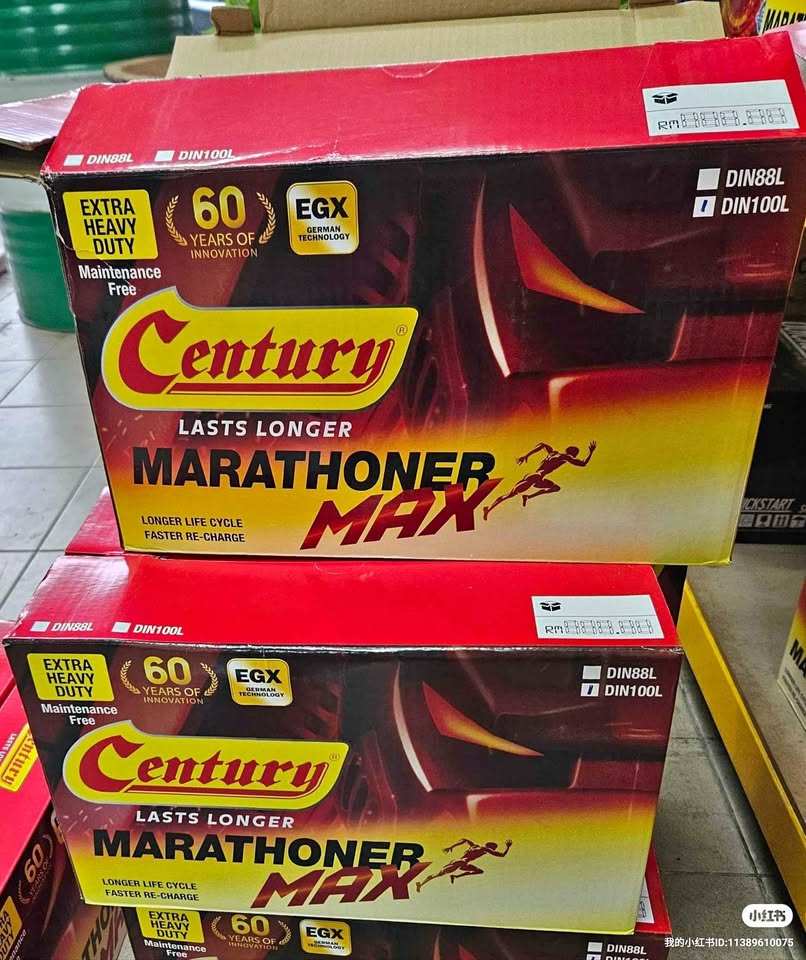 DIN88L DIN100L
RM
DIN88L
DIN100L
EXTRA
HEAVY
DUTY
Maintenance
Free
60
YEARS OF
INNOVATION
EGX
GERMAN
TECHNOLOGY
Century®
LASTS LONGER
MARATHONER
MAX
LONGER LIFE CYCLE
FASTER RE-CHARGE
DIN88L DIN100L
RM
DIN88L
DIN100L
EXTRA
HEAVY
DUTY
Maintenance
Free
60
YEARS OF
INNOVATION
EGX
GERMAN
TECHNOLOGY
Century®
LASTS LONGER
MARATHONER
MAX
LONGER LIFE CYCLE
FASTER RE-CHARGE
EXTRA
HEAVY
DUTY
Maintenance
Free
60
YEARS OF
INNOVATION
EGX
GERMAN
TECHNOLOGY
DIN88L
Century
60
小红书
我的小红书ID:11389610075